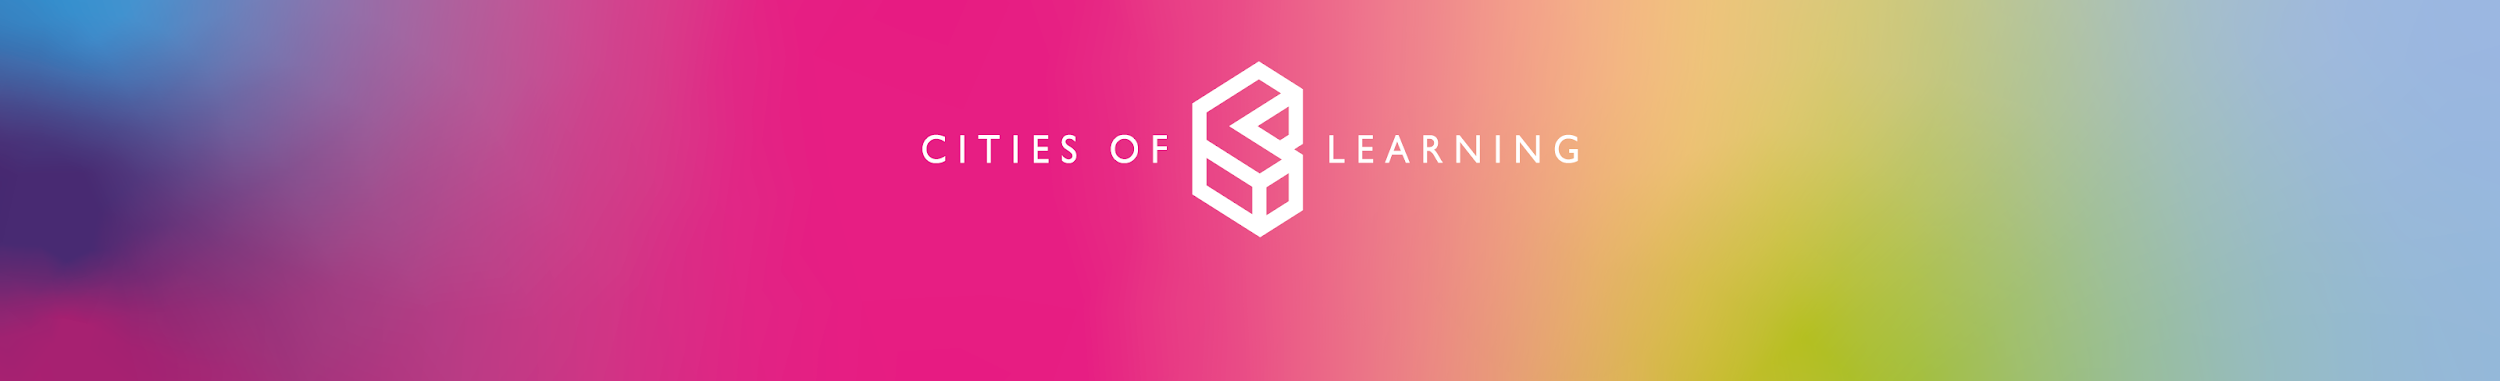 CITIES OF LEARNING